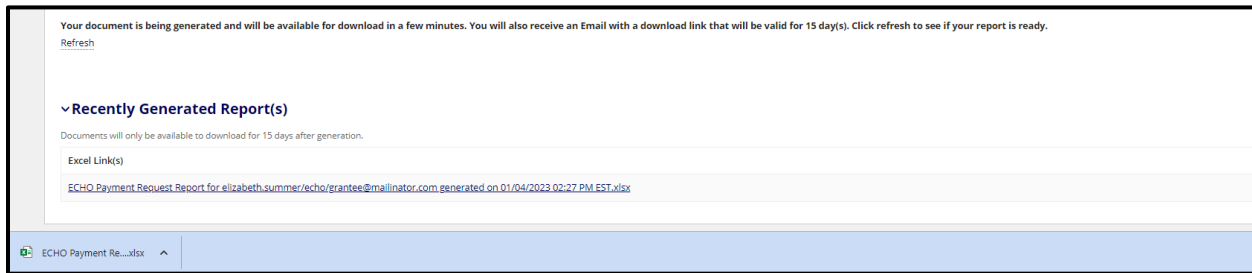 Your document is being generated and will be available for download in a few minutes. You will also receive an Email with a download link that will be valid for 15 day(s). Click refresh to see if your report is ready.
Refresh
Recently Generated Report(s)
Documents will only be available to download for 15 days after generation.
Excel Link(s)
ECHO Payment Request Report for elizabeth.summer/echo/grantee@mailinator.com generated on 01/04/2023 02:27 PM EST.xlsx
ECHO Payment Re....xlsx